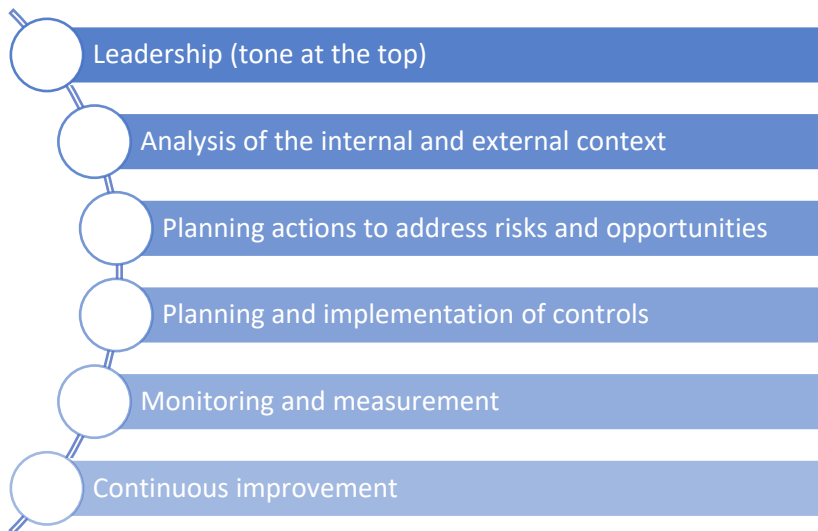 Leadership (tone at the top)
Analysis of the internal and external context
Planning actions to address risks and opportunities
Planning and implementation of controls
Monitoring and measurement
Continuous improvement